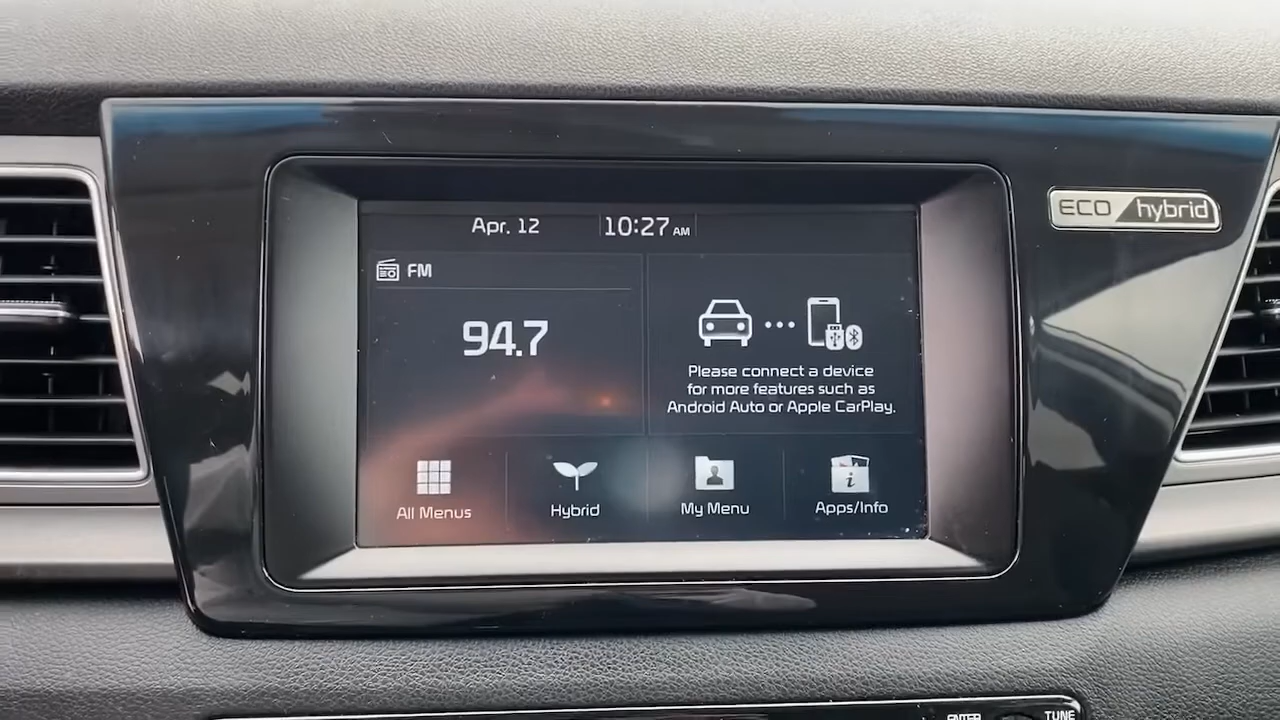 ECO hybrid
Apr. 12
10:27 AM
FM
94.7
Please connect a device
for more features such as
Android Auto or Apple CarPlay.
All Menus
Hybrid
My Menu
Apps/Info
ENTER
TUNE